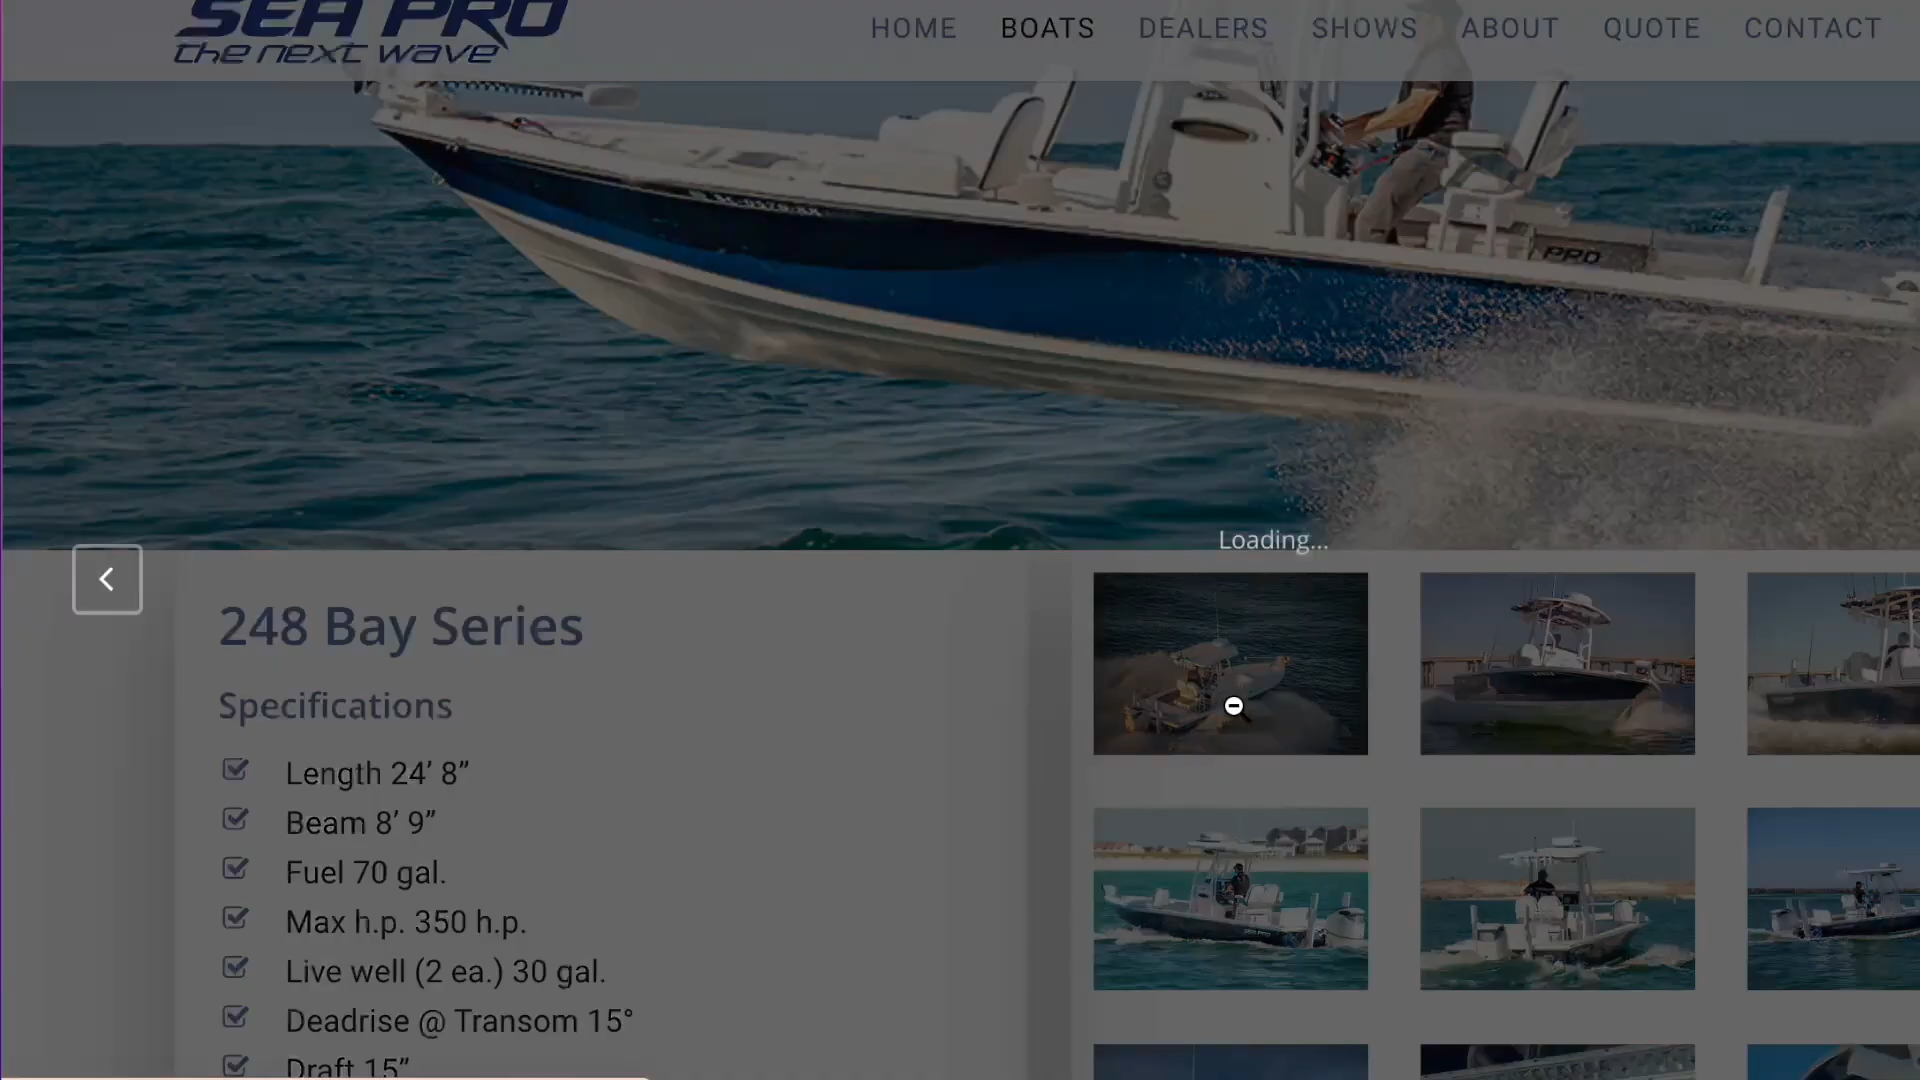 SEA PRO
the next wave
HOME BOATS DEALERS SHOWS ABOUT QUOTE CONTACT
PRO
Loading...
248 Bay Series
Specifications
Length 24’ 8”
Beam 8’ 9”
Fuel 70 gal.
Max h.p. 350 h.p.
Live well (2 ea.) 30 gal.
Deadrise @ Transom 15°
Draft 15”